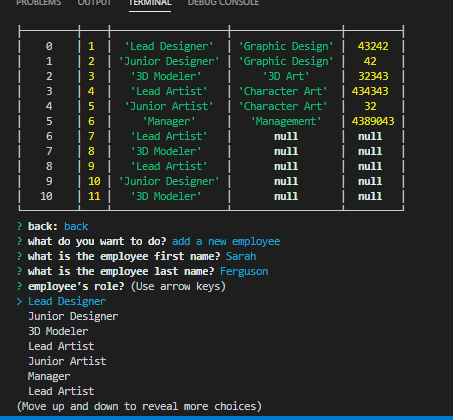 PROBLEMS OUTPUT TERMINAL DEBUG CONSOLE
0 1 'Lead Designer' 'Graphic Design' 43242
1 2 'Junior Designer' 'Graphic Design' 42
2 3 '3D Modeler' '3D Art' 32343
3 4 'Lead Artist' 'Character Art' 434343
4 5 'Junior Artist' 'Character Art' 32
5 6 'Manager' 'Management' 4389043
6 7 'Lead Artist' null null
7 8 '3D Modeler' null null
8 9 'Lead Artist' null null
9 10 'Junior Designer' null null
10 11 '3D Modeler' null null
? back: back
? what do you want to do? add a new employee
? what is the employee first name? Sarah
? what is the employee last name? Ferguson
? employee's role? (Use arrow keys)
> Lead Designer
Junior Designer
3D Modeler
Lead Artist
Junior Artist
Manager
Lead Artist
(Move up and down to reveal more choices)